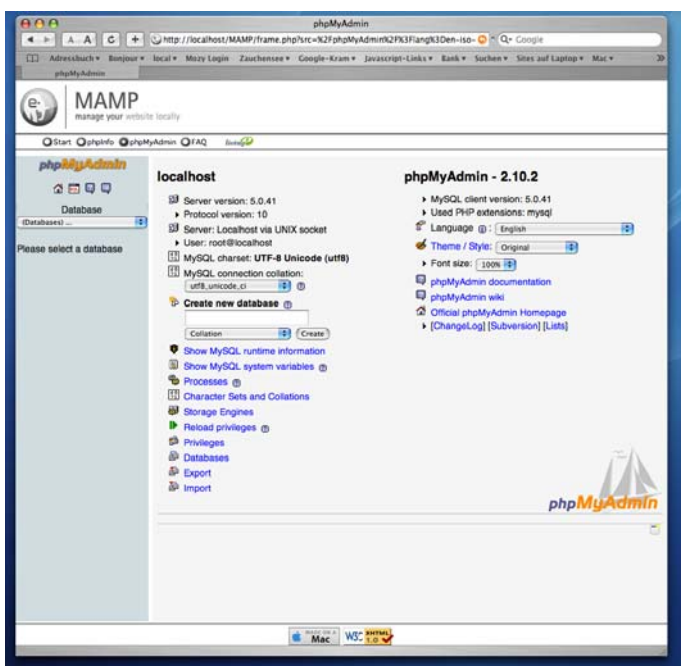 phpMyAdmin
A A C +
http://localhost/MAMP/frame.php?src=%2FphpMyAdmin%2F%3Flang%3Den-iso-
Q- Google
Adressbuch Bonjour local Mozy Login Zauchensee Google-Kram Javascript-Links Bank Suchen Sites auf Laptop Mac
phpMyAdmin
e-
MAMP
manage your website locally
Start phpInfo phpMyAdmin FAQ
phpMyAdmin
Database
(Databases) ...
Please select a database
localhost
Server version: 5.0.41
Protocol version: 10
Server: Localhost via UNIX socket
User: root@localhost
MySQL charset: UTF-8 Unicode (utf8)
MySQL connection collation:
utf8_unicode_ci
Create new database
Collation Create
Show MySQL runtime information
Show MySQL system variables
Processes
Character Sets and Collations
Storage Engines
Reload privileges
Privileges
Databases
Export
Import
phpMyAdmin - 2.10.2
MySQL client version: 5.0.41
Used PHP extensions: mysql
Language : English
Theme / Style: Original
Font size: 100%
phpMyAdmin documentation
phpMyAdmin wiki
Official phpMyAdmin Homepage
[ChangeLog] [Subversion] [Lists]
phpMyAdmin
MADE ON A
Mac
W3C XHTML
1.0